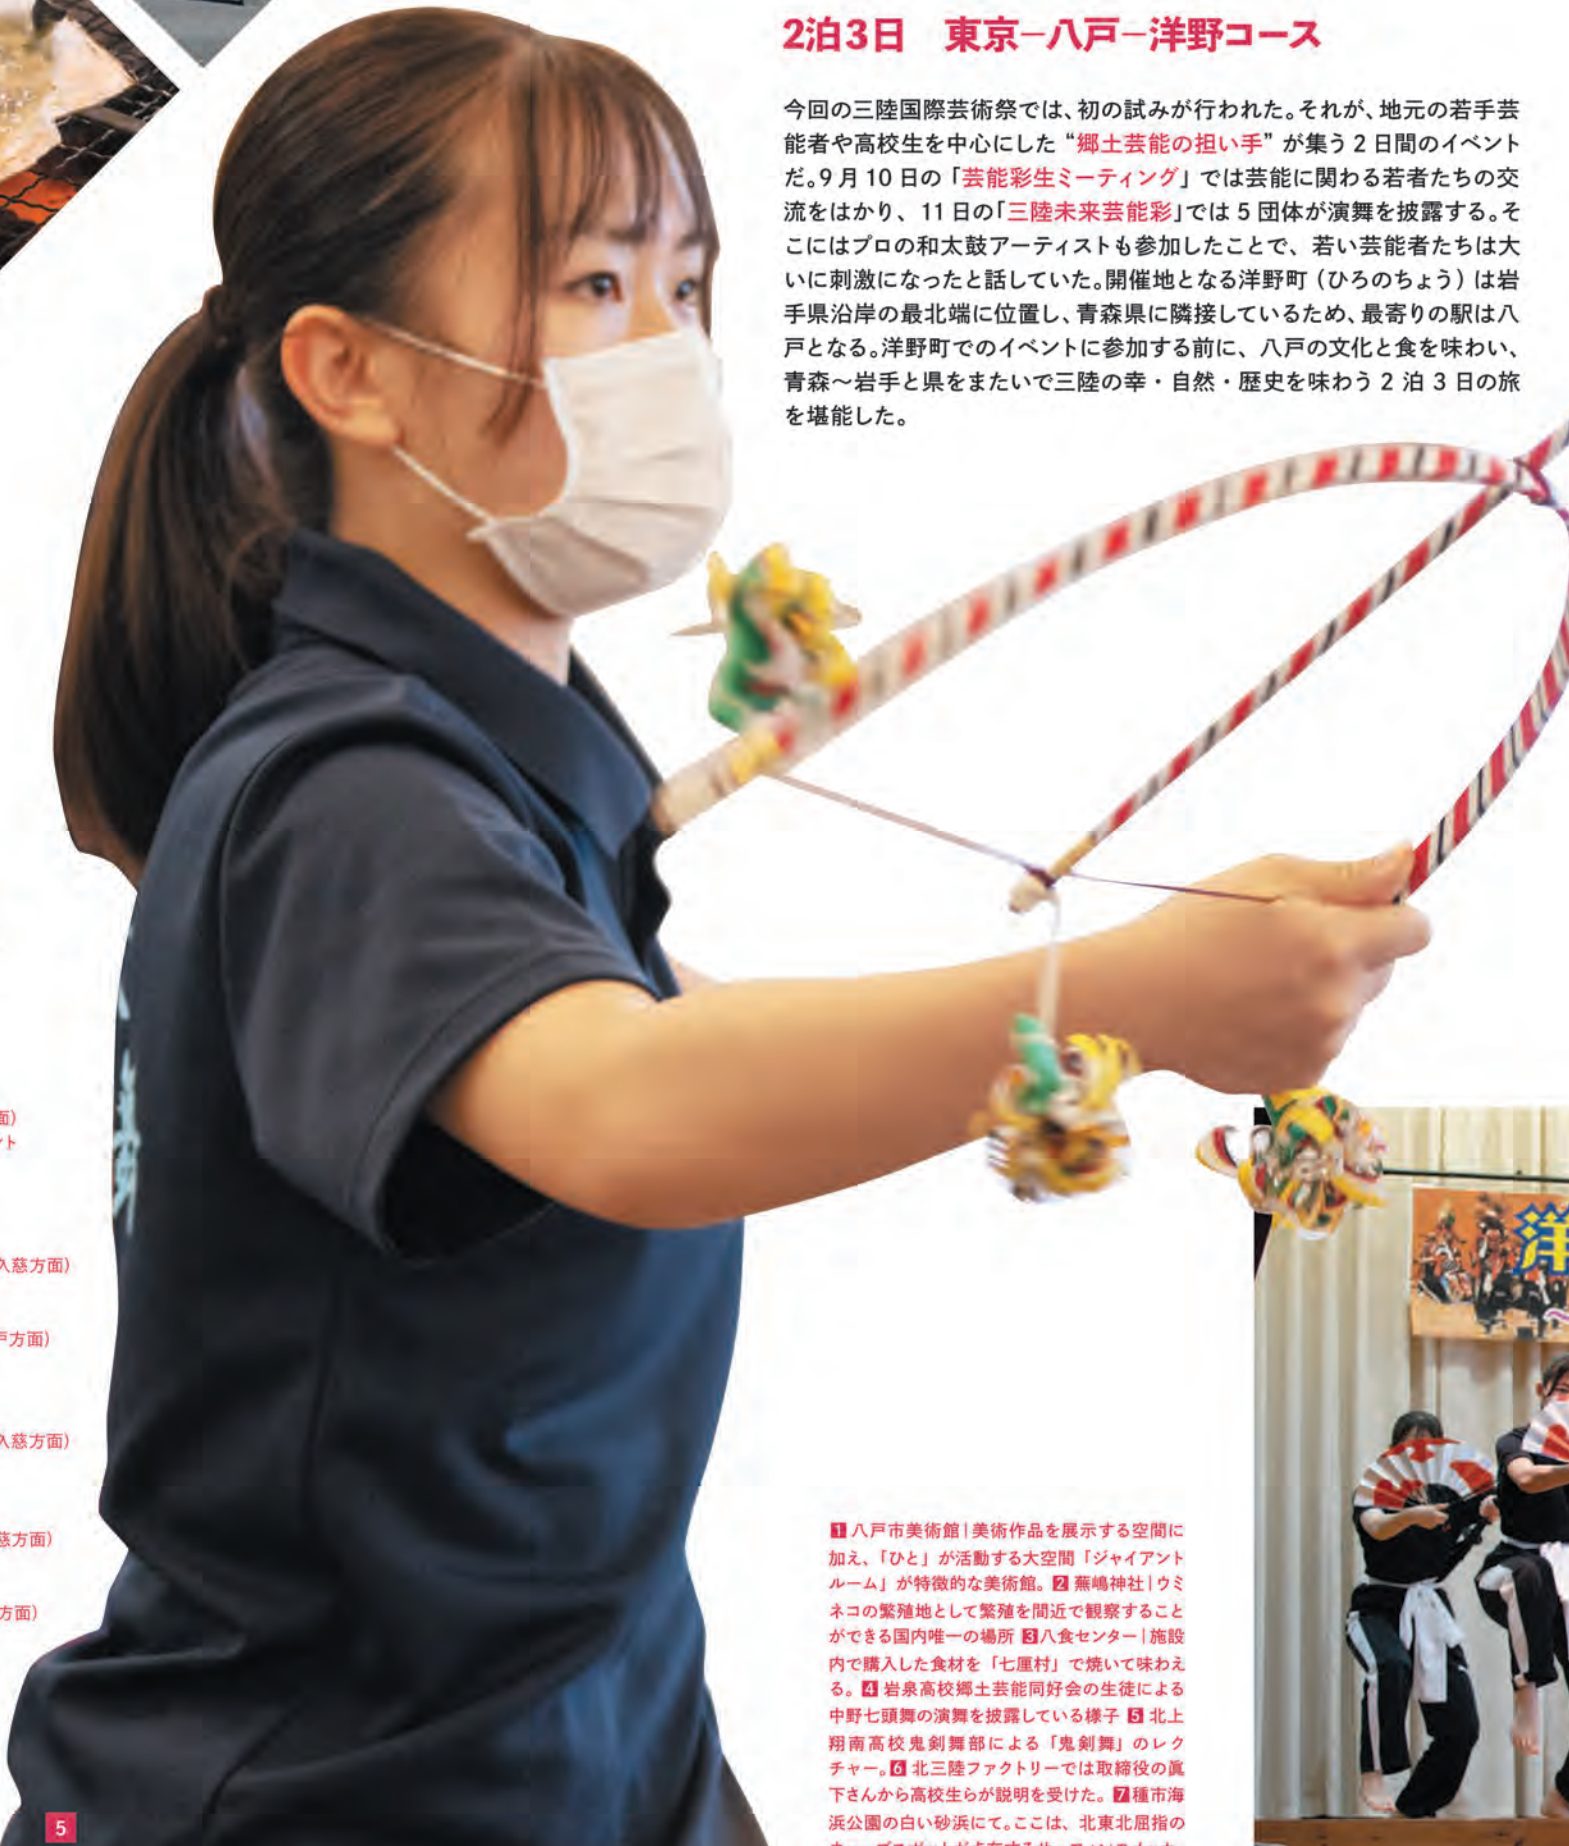 2泊3日　東京－八戸－洋野コース
今回の三陸国際芸術祭では、初の試みが行われた。それが、地元の若手芸
能者や高校生を中心にした “郷土芸能の担い手” が集う 2 日間のイベント
だ。9 月 10 日の「芸能彩生ミーティング」では芸能に関わる若者たちの交
流をはかり、11 日の「三陸未来芸能彩」では 5 団体が演舞を披露する。そ
こにはプロの和太鼓アーティストも参加したことで、若い芸能者たちは大
いに刺激になったと話していた。開催地となる洋野町（ひろのちょう）は岩
手県沿岸の最北端に位置し、青森県に隣接しているため、最寄りの駅は八
戸となる。洋野町でのイベントに参加する前に、八戸の文化と食を味わい、
青森〜岩手と県をまたいで三陸の幸・自然・歴史を味わう 2 泊 3 日の旅
を堪能した。
面）
ント
久慈方面）
戸方面）
久慈方面）
慈方面）
方面）
洋
1 八戸市美術館|美術作品を展示する空間に
加え、「ひと」が活動する大空間「ジャイアント
ルーム」が特徴的な美術館。2 蕪嶋神社|ウミ
ネコの繁殖地として繁殖を間近で観察すること
ができる国内唯一の場所 3 八食センター|施設
内で購入した食材を「七厘村」で焼いて味わえ
る。4 岩泉高校郷土芸能同好会の生徒による
中野七頭舞の演舞を披露している様子 5 北上
翔南高校鬼剣舞部による「鬼剣舞」のレク
チャー。6 北三陸ファクトリーでは取締役の眞
下さんから高校生らが説明を受けた。7 種市海
浜公園の白い砂浜にて。ここは、北東北屈指の
5